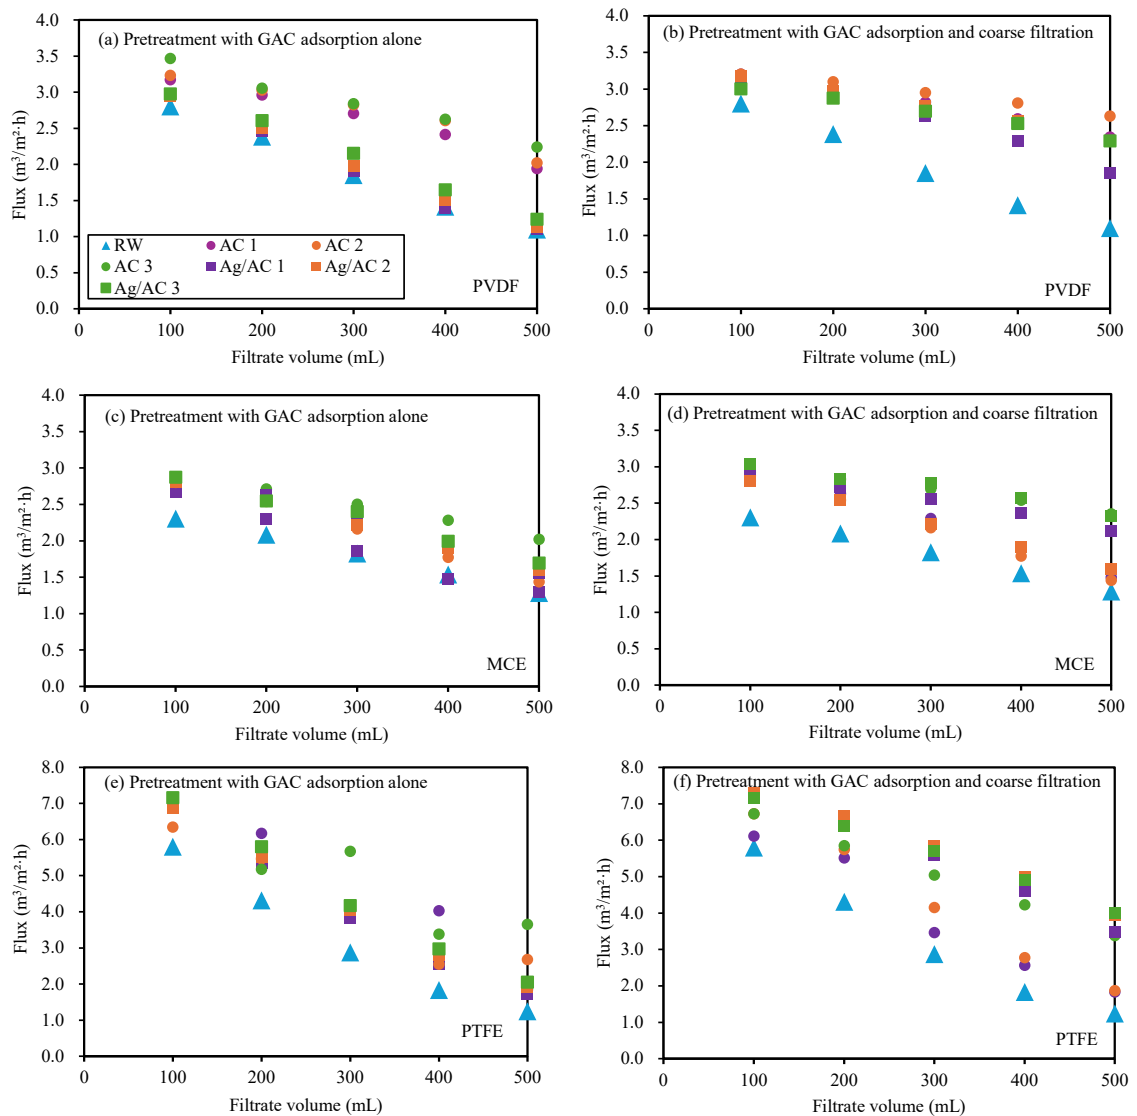 (a) Pretreatment with GAC adsorption alone
Flux (m³/m²·h)
4.0
3.5
3.0
2.5
2.0
1.5
1.0
0.5
0.0
RW AC 1 AC 2
AC 3 Ag/AC 1 Ag/AC 2
Ag/AC 3
PVDF
0 100 200 300 400 500
Filtrate volume (mL)
(b) Pretreatment with GAC adsorption and coarse filtration
Flux (m³/m²·h)
4.0
3.5
3.0
2.5
2.0
1.5
1.0
0.5
0.0
PVDF
0 100 200 300 400 500
Filtrate volume (mL)
(c) Pretreatment with GAC adsorption alone
Flux (m³/m²·h)
4.0
3.5
3.0
2.5
2.0
1.5
1.0
0.5
0.0
MCE
0 100 200 300 400 500
Filtrate volume (mL)
(d) Pretreatment with GAC adsorption and coarse filtration
Flux (m³/m²·h)
4.0
3.5
3.0
2.5
2.0
1.5
1.0
0.5
0.0
MCE
0 100 200 300 400 500
Filtrate volume (mL)
(e) Pretreatment with GAC adsorption alone
Flux (m³/m²·h)
8.0
7.0
6.0
5.0
4.0
3.0
2.0
1.0
0.0
PTFE
0 100 200 300 400 500
Filtrate volume (mL)
(f) Pretreatment with GAC adsorption and coarse filtration
Flux (m³/m²·h)
8.0
7.0
6.0
5.0
4.0
3.0
2.0
1.0
0.0
PTFE
0 100 200 300 400 500
Filtrate volume (mL)